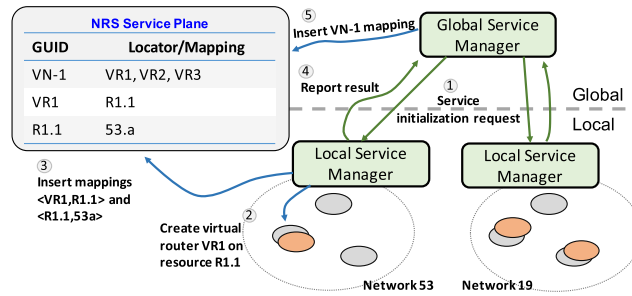 NRS Service Plane
GUID Locator/Mapping
VN-1 VR1, VR2, VR3
VR1 R1.1
R1.1 53.a
5
Insert VN-1 mapping
Global Service
Manager
4
Report result
1
Service
initialization request
Global
Local
Local Service
Manager
Local Service
Manager
3
Insert mappings
<VR1,R1.1> and
<R1.1,53a>
2
Create virtual
router VR1 on
resource R1.1
Network 53
Network 19